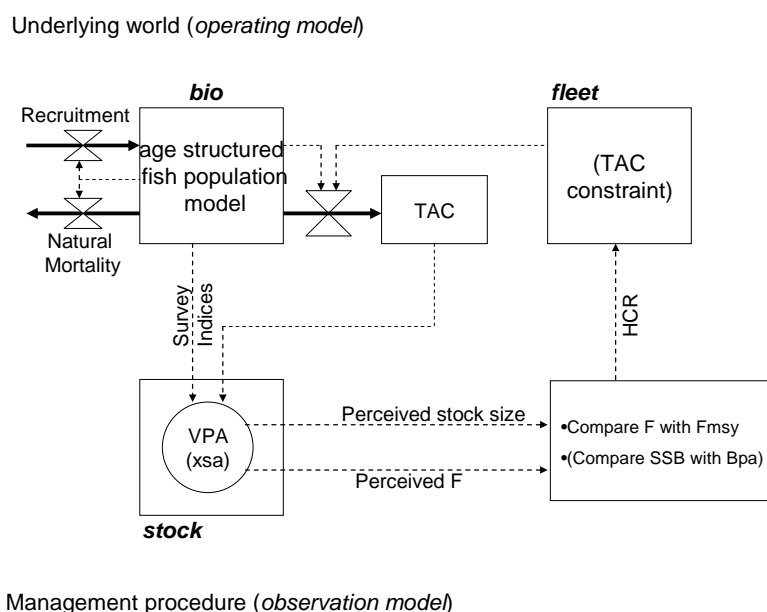 Underlying world (operating model)
bio
fleet
Recruitment
age structured
fish population
model
(TAC
constraint)
TAC
Natural
Mortality
Survey
Indices
HCR
Perceived stock size
VPA
(xsa)
•Compare F with Fmsy
•(Compare SSB with Bpa)
Perceived F
stock
Management procedure (observation model)